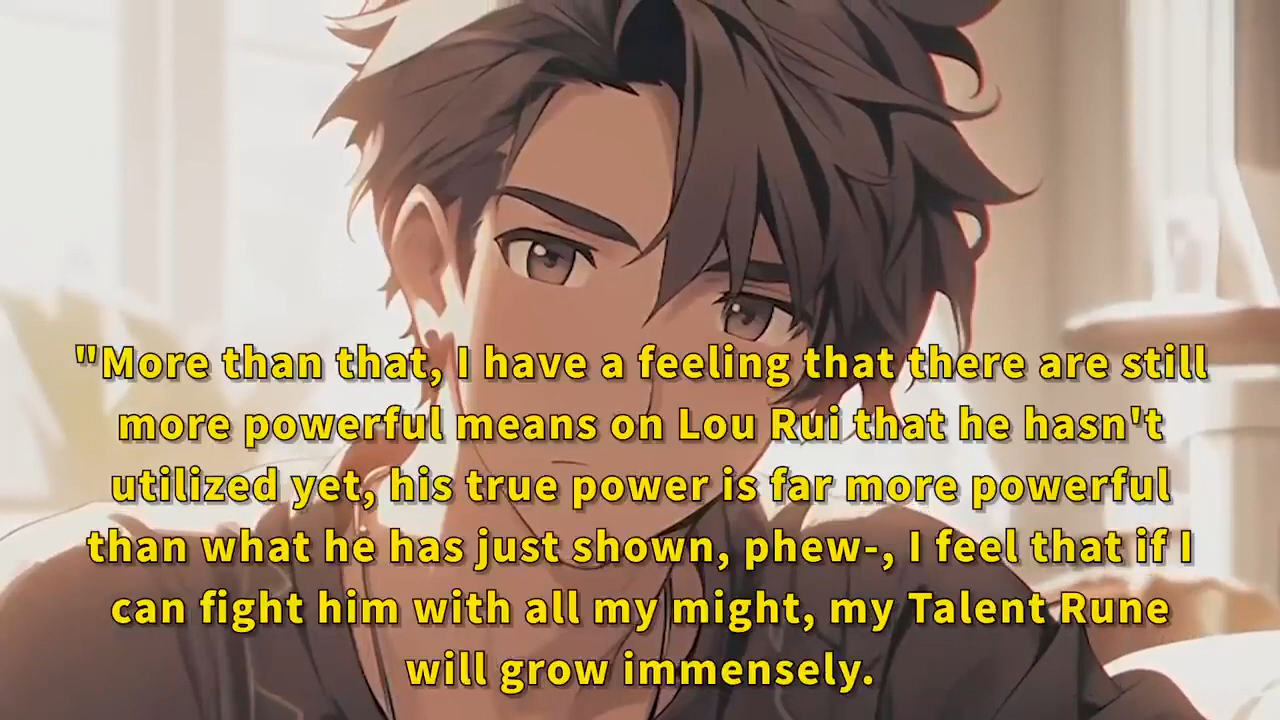 "More than that, I have a feeling that there are still
more powerful means on Lou Rui that he hasn't
utilized yet, his true power is far more powerful
than what he has just shown, phew-, I feel that if I
can fight him with all my might, my Talent Rune
will grow immensely.